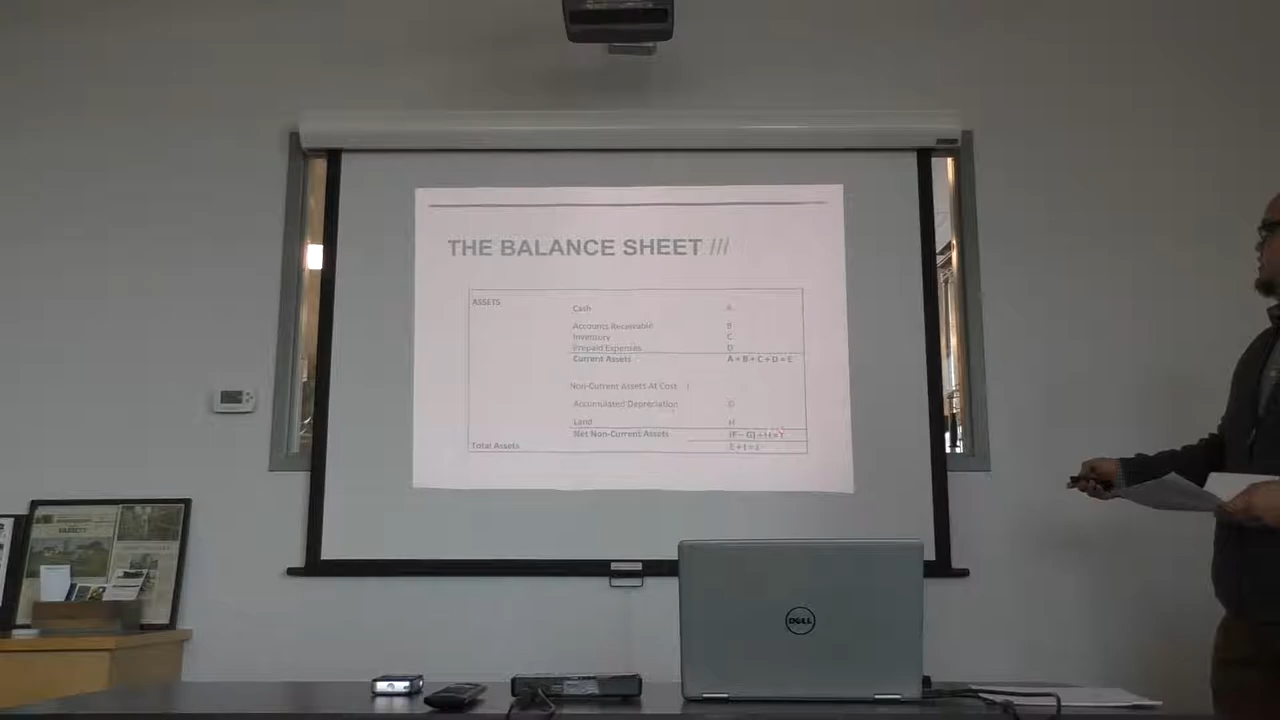 THE BALANCE SHEET ///
ASSETS
Cash A
Accounts Receivable B
Inventory C
Prepaid Expenses D
Current Assets A + B + C + D = E
Non-Current Assets At Cost
Accumulated Depreciation G
Land H
Net Non-Current Assets (F – G) + H = I
Total Assets
DELL